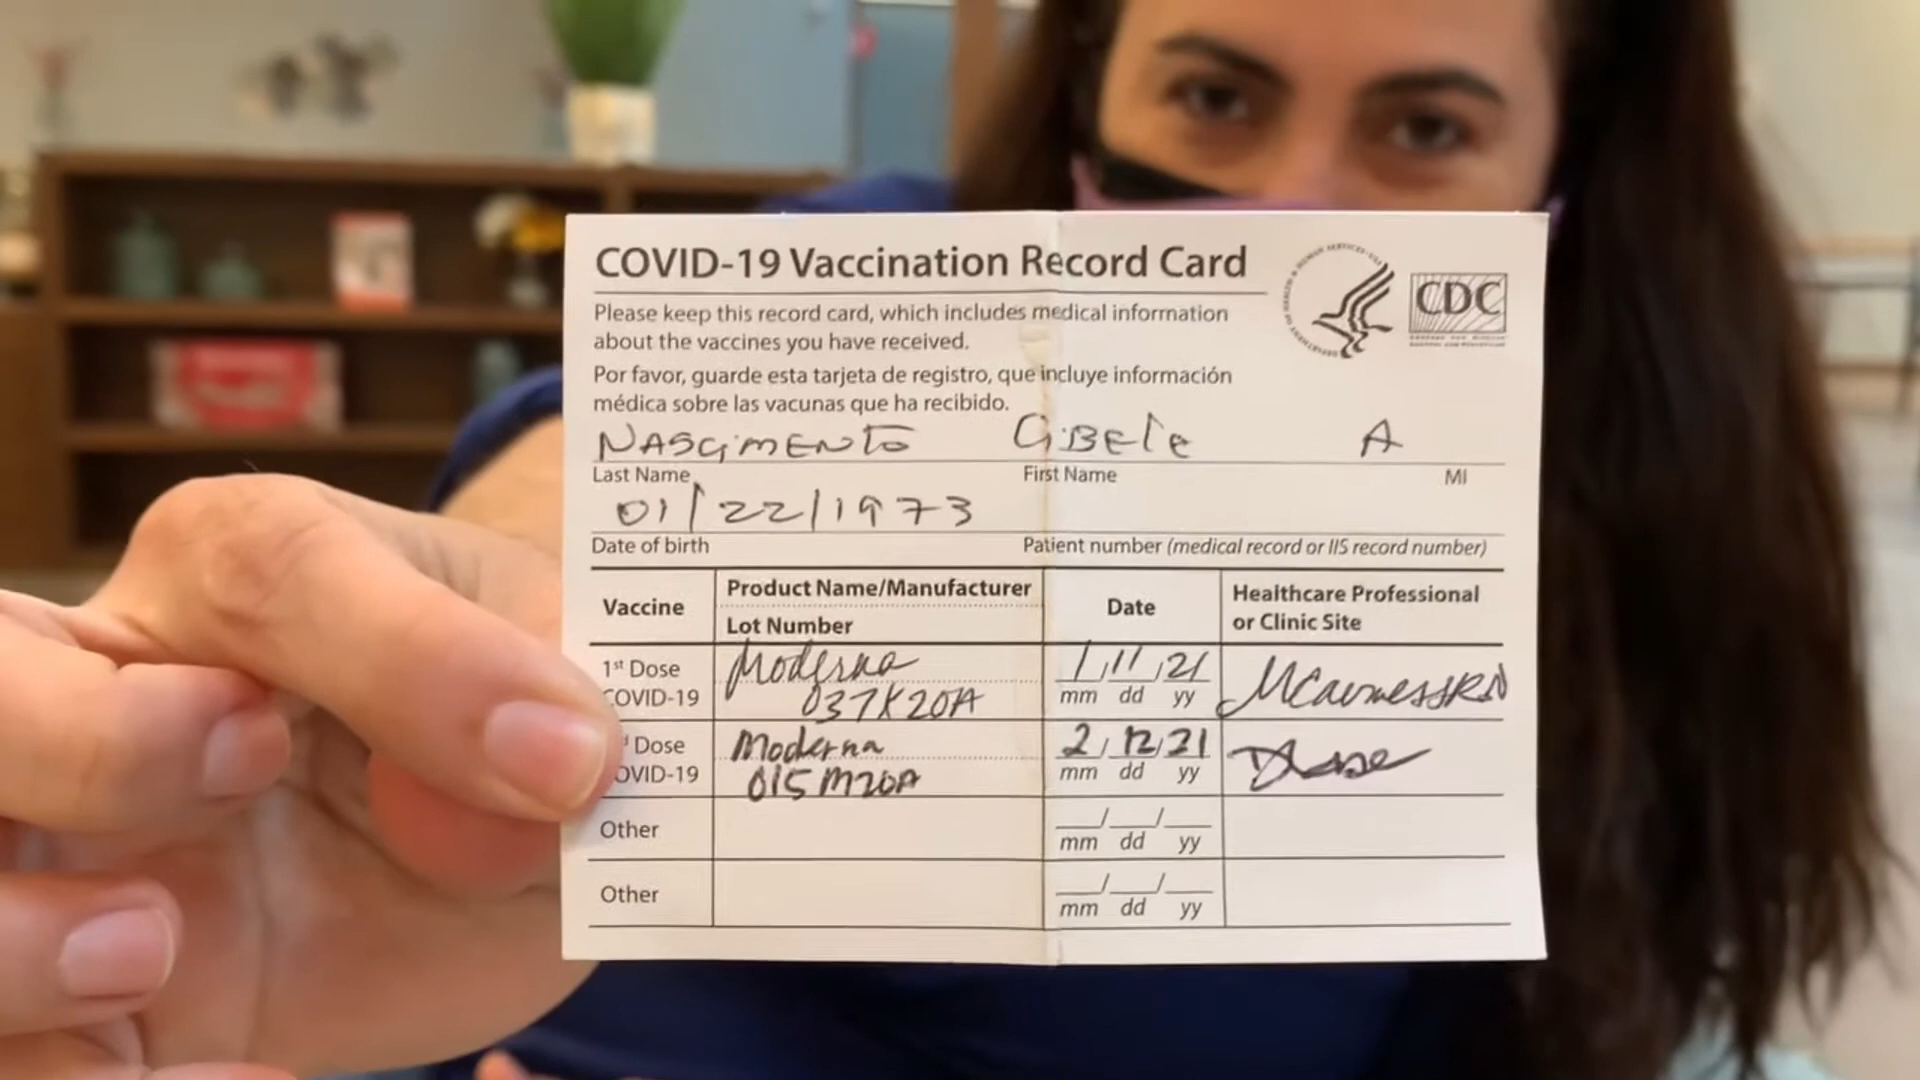 COVID-19 Vaccination Record Card
CDC
Please keep this record card, which includes medical information
about the vaccines you have received.
Por favor, guarde esta tarjeta de registro, que incluye información
médica sobre las vacunas que ha recibido.
NASCIMENTO GiBELE A
Last Name First Name MI
01/22/1973
Date of birth Patient number (medical record or IIS record number)
Vaccine Product Name/Manufacturer Date Healthcare Professional
Lot Number or Clinic Site
1st Dose Moderna 1/11/21
COVID-19 037K20A mm dd yy
Dose Moderna 2/12/21
OVID-19 015M20A mm dd yy
Other / /
mm dd yy
Other / /
mm dd yy